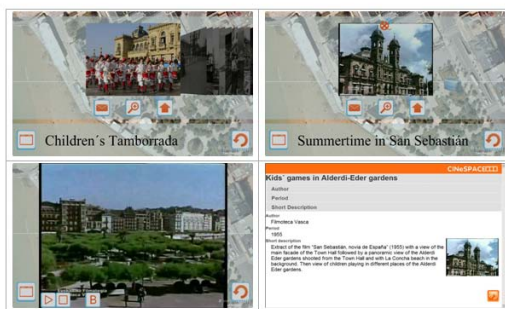 Children´s Tamborrada
Summertime in San Sebastián
B
CINeSPACE
Kids´ games in Alderdi-Eder gardens
Author
Period
Short Description
Author
Filmoteca Vasca
Period
1955
Short description
Extract of the film "San Sebastián, novia de España" (1955) with a view of the
main facade of the Town Hall followed by a panoramic view of the Alderdi
Eder gardens shooted from the Town Hall and with La Concha beach in the
background. Then view of children playing in different places of the Alderdi
Eder gardens.